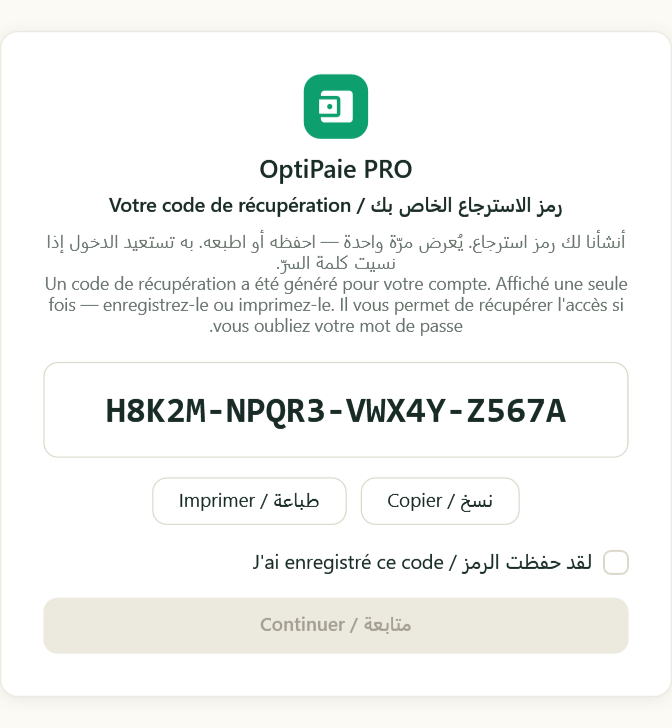 OptiPaie PRO
رمز الاسترجاع الخاص بك / Votre code de récupération
أنشأنا لك رمز استرجاع. يُعرض مرّة واحدة — احفظه أو اطبعه. به تستعيد الدخول إذا
نسيت كلمة السرّ.
Un code de récupération a été généré pour votre compte. Affiché une seule
fois — enregistrez-le ou imprimez-le. Il vous permet de récupérer l'accès si
vous oubliez votre mot de passe.
H8K2M-NPQR3-VWX4Y-Z567A
نسخ / Copier
طباعة / Imprimer
لقد حفظت الرمز / J'ai enregistré ce code
متابعة / Continuer